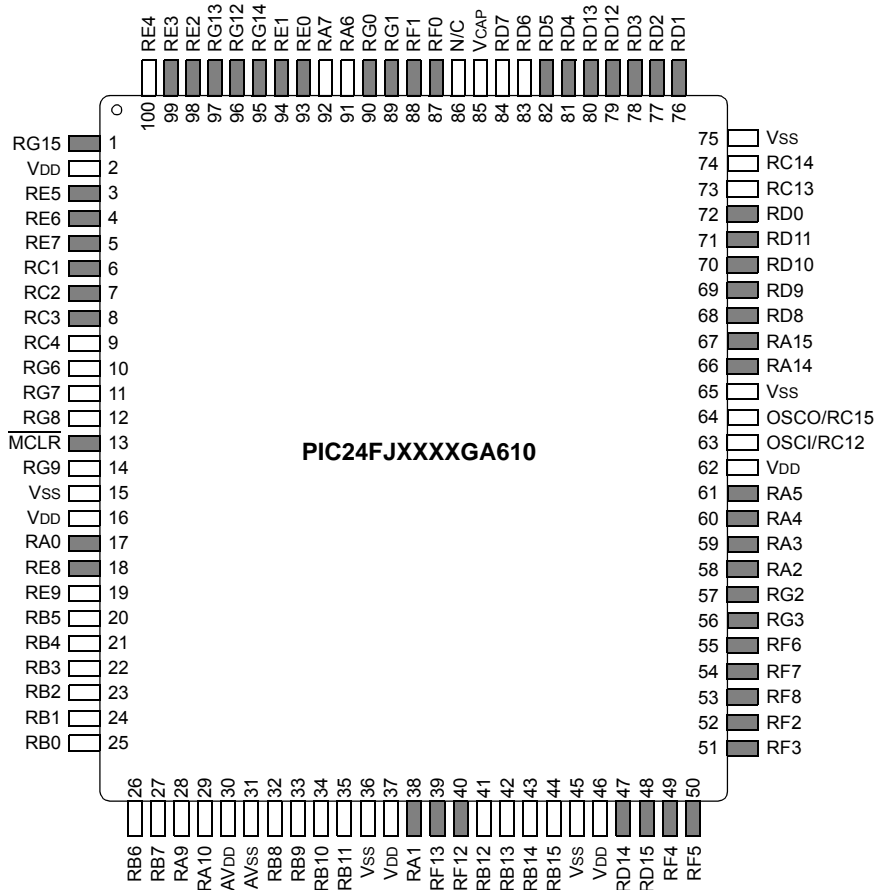 RE4 RE3 RE2 RG13 RG12 RG14 RE1 RE0 RA7 RA6 RG0 RG1 RF1 RF0 N/C VCAP RD7 RD6 RD5 RD4 RD13 RD12 RD3 RD2 RD1
100 99 98 97 96 95 94 93 92 91 90 89 88 87 86 85 84 83 82 81 80 79 78 77 76
RG15 1
VDD 2
RE5 3
RE6 4
RE7 5
RC1 6
RC2 7
RC3 8
RC4 9
RG6 10
RG7 11
RG8 12
MCLR 13
RG9 14
VSS 15
VDD 16
RA0 17
RE8 18
RE9 19
RB5 20
RB4 21
RB3 22
RB2 23
RB1 24
RB0 25
PIC24FJXXXXGA610
75 VSS
74 RC14
73 RC13
72 RD0
71 RD11
70 RD10
69 RD9
68 RD8
67 RA15
66 RA14
65 VSS
64 OSCO/RC15
63 OSCI/RC12
62 VDD
61 RA5
60 RA4
59 RA3
58 RA2
57 RG2
56 RG3
55 RF6
54 RF7
53 RF8
52 RF2
51 RF3
26 27 28 29 30 31 32 33 34 35 36 37 38 39 40 41 42 43 44 45 46 47 48 49 50
RB6 RB7 RA9 RA10 AVDD AVSS RB8 RB9 RB10 RB11 VSS VDD RA1 RF13 RF12 RB12 RB13 RB14 RB15 VSS VDD RD14 RD15 RF4 RF5